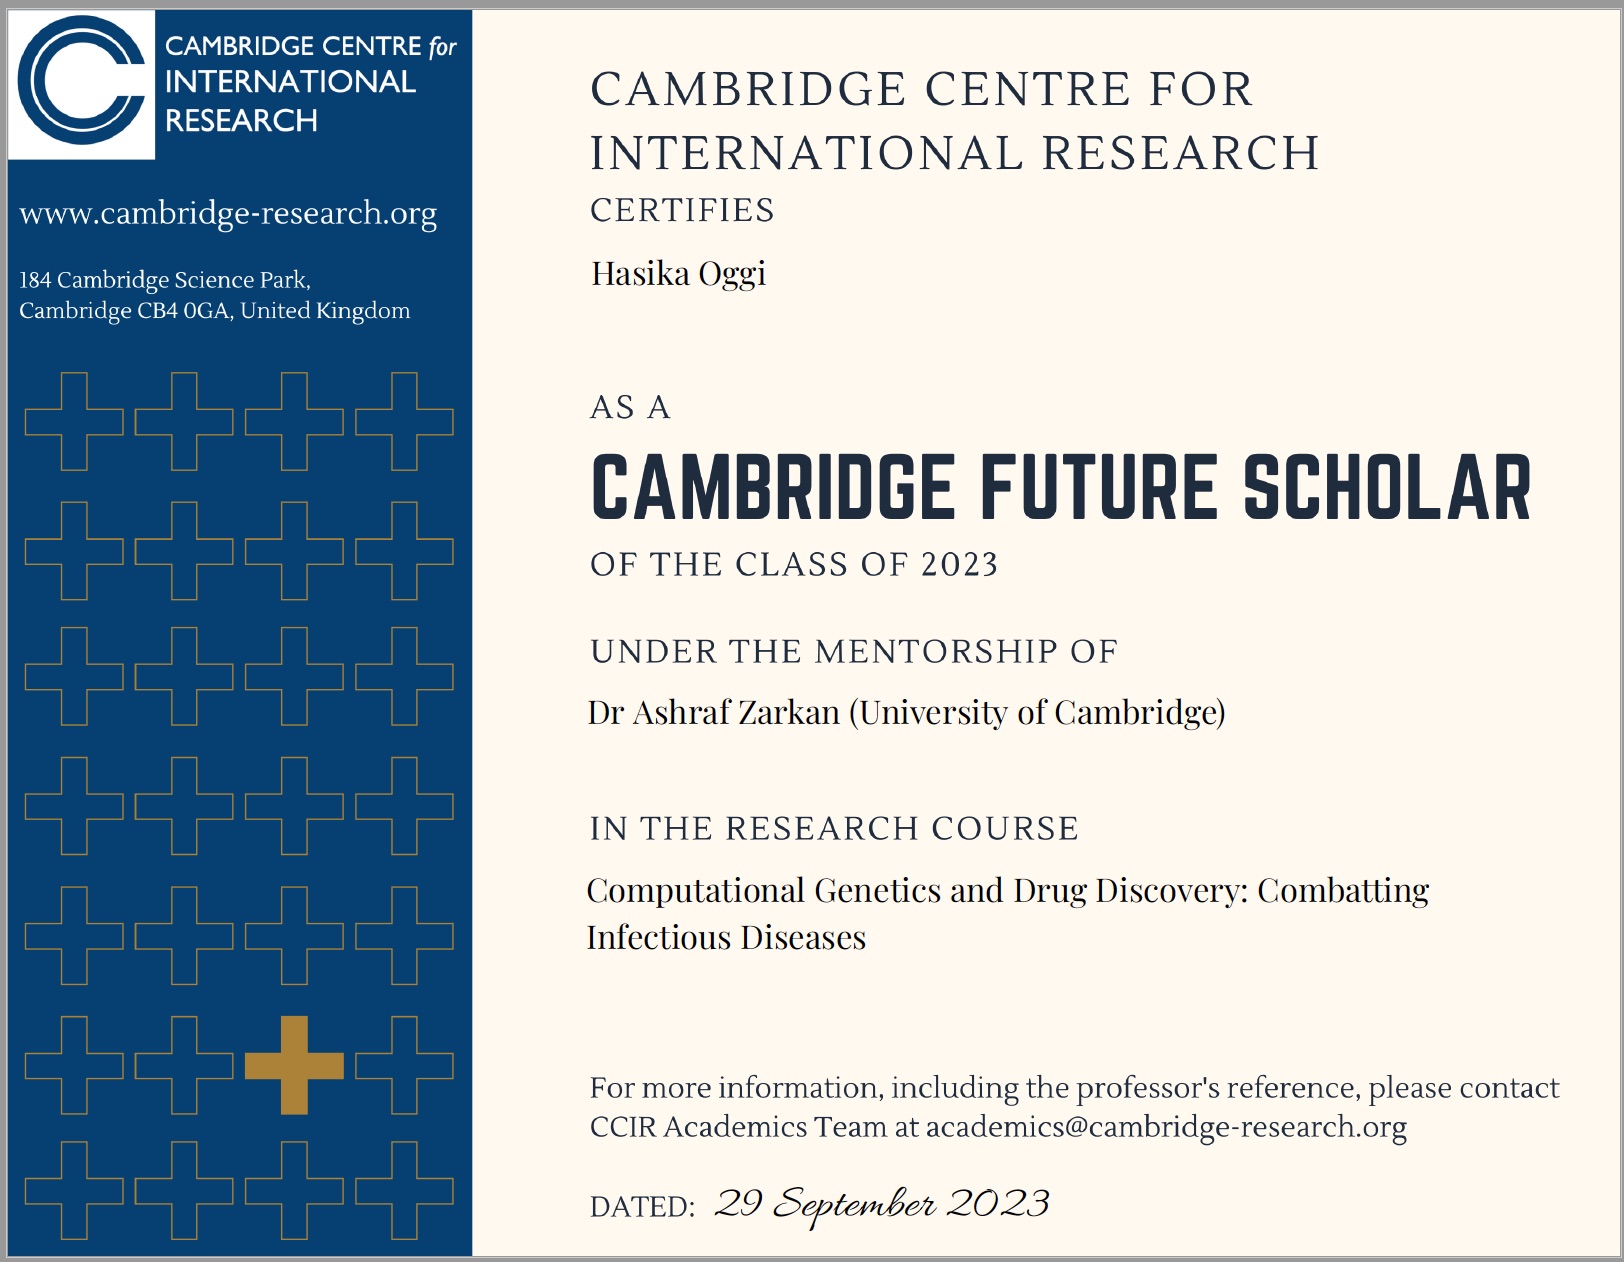 CAMBRIDGE CENTRE for
INTERNATIONAL
RESEARCH
www.cambridge-research.org
184 Cambridge Science Park,
Cambridge CB4 0GA, United Kingdom
CAMBRIDGE CENTRE FOR
INTERNATIONAL RESEARCH
CERTIFIES
Hasika Oggi
AS A
CAMBRIDGE FUTURE SCHOLAR
OF THE CLASS OF 2023
UNDER THE MENTORSHIP OF
Dr Ashraf Zarkan (University of Cambridge)
IN THE RESEARCH COURSE
Computational Genetics and Drug Discovery: Combatting
Infectious Diseases
For more information, including the professor's reference, please contact
CCIR Academics Team at academics@cambridge-research.org
DATED: 29 September 2023